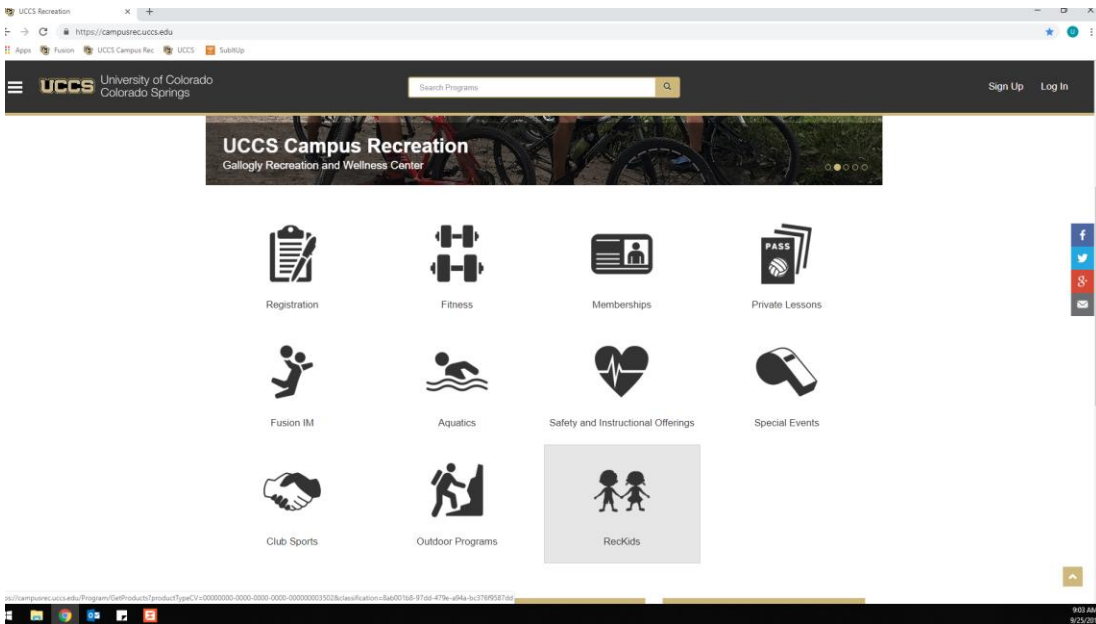 UCCS Recreation
https://campusrec.uccs.edu
Apps Fusion UCCS Campus Rec UCCS SubItUp
UCCS University of Colorado
Colorado Springs
Search Programs
Sign Up Log In
UCCS Campus Recreation
Gallogly Recreation and Wellness Center
PASS
Registration Fitness Memberships Private Lessons
Fusion IM Aquatics Safety and Instructional Offerings Special Events
Club Sports Outdoor Programs RecKids
9:03 AM